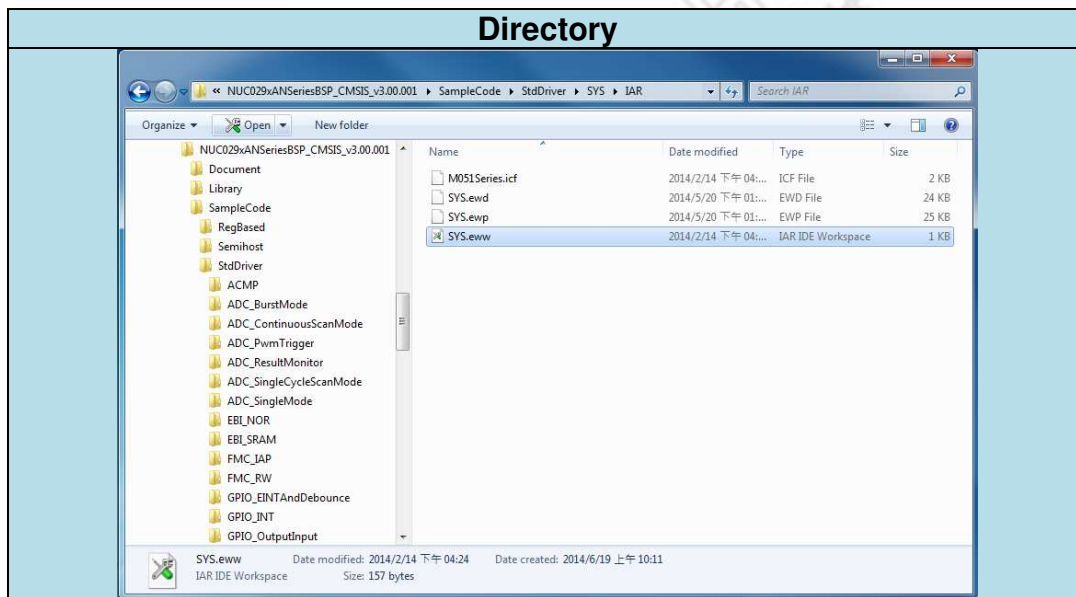 Directory
« NUC029xANSeriesBSP_CMSIS_v3.00.001 ▸ SampleCode ▸ StdDriver ▸ SYS ▸ IAR
Search IAR
Organize ▾ Open ▾ New folder
NUC029xANSeriesBSP_CMSIS_v3.00.001
Document
Library
SampleCode
RegBased
Semihost
StdDriver
ACMP
ADC_BurstMode
ADC_ContinuousScanMode
ADC_PwmTrigger
ADC_ResultMonitor
ADC_SingleCycleScanMode
ADC_SingleMode
EBI_NOR
EBI_SRAM
FMC_IAP
FMC_RW
GPIO_EINTAndDebounce
GPIO_INT
GPIO_OutputInput
Name Date modified Type Size
M051Series.icf 2014/2/14 下午 04:... ICF File 2 KB
SYS.ewd 2014/5/20 下午 01:... EWD File 24 KB
SYS.ewp 2014/5/20 下午 01:... EWP File 25 KB
SYS.eww 2014/2/14 下午 04:... IAR IDE Workspace 1 KB
SYS.eww Date modified: 2014/2/14 下午 04:24 Date created: 2014/6/19 上午 10:11
IAR IDE Workspace Size: 157 bytes